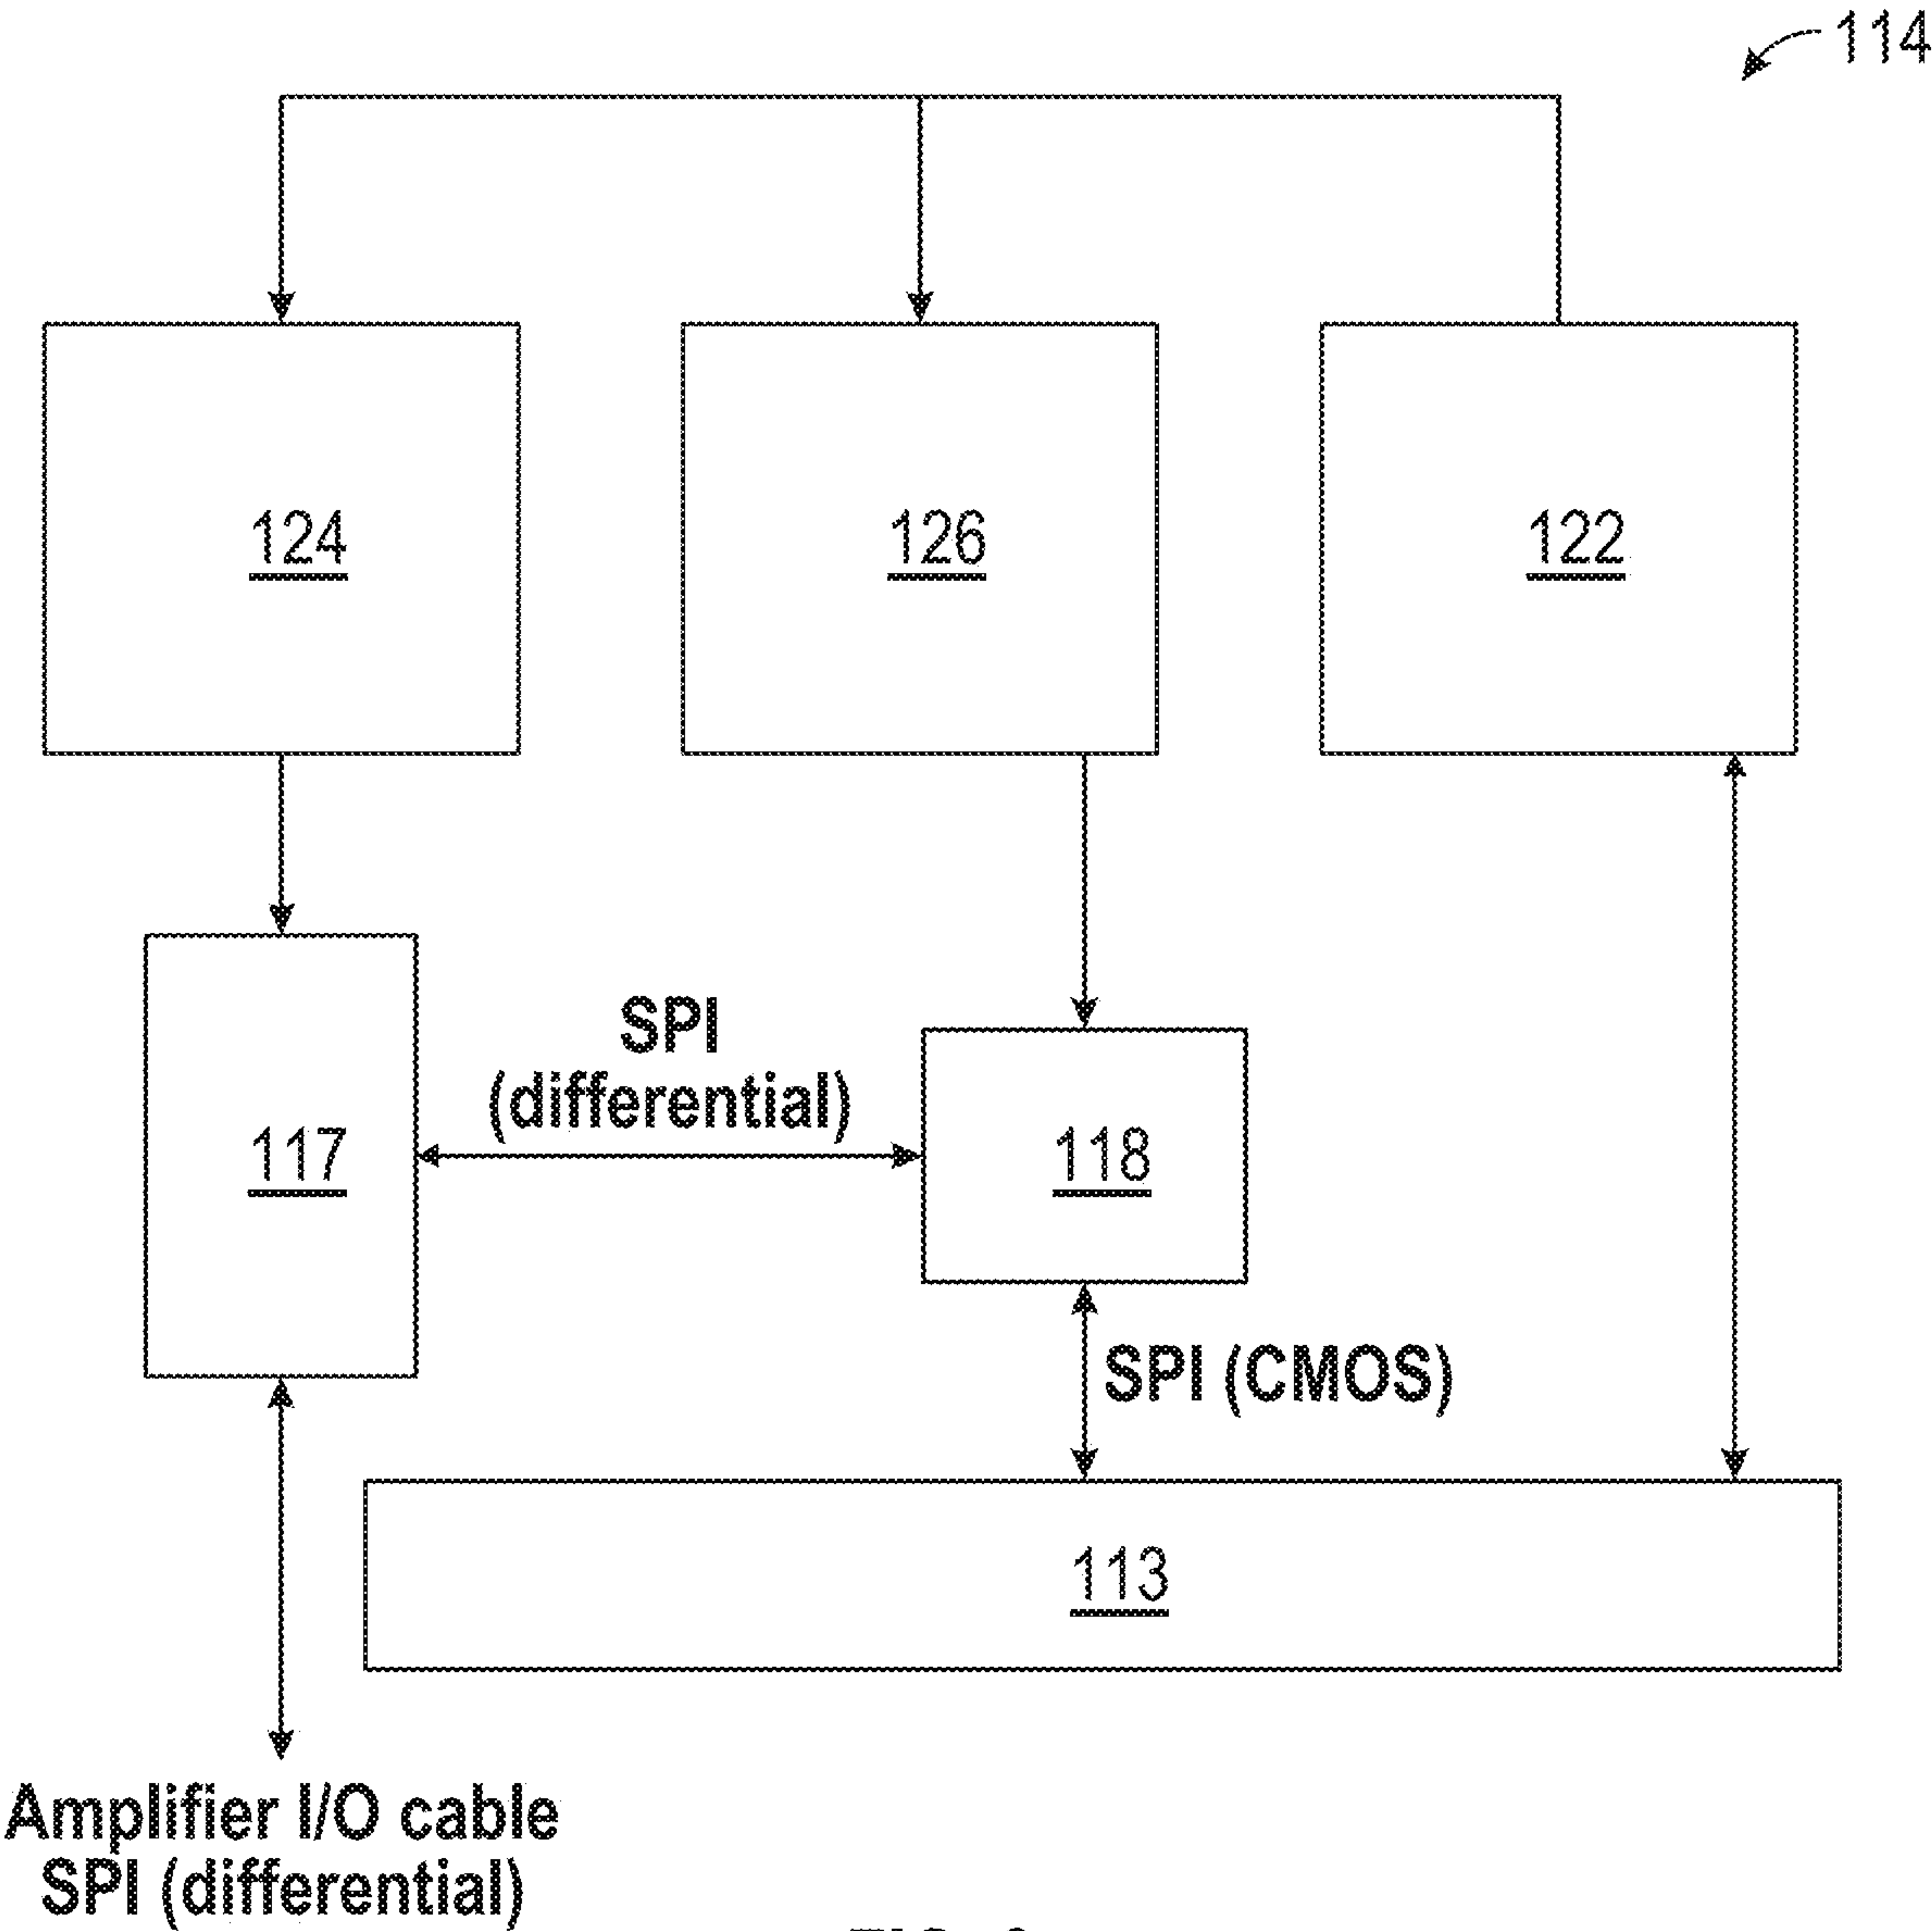 114
124
126
122
SPI
(differential)
117
118
SPI (CMOS)
113
Amplifier I/O cable
SPI (differential)